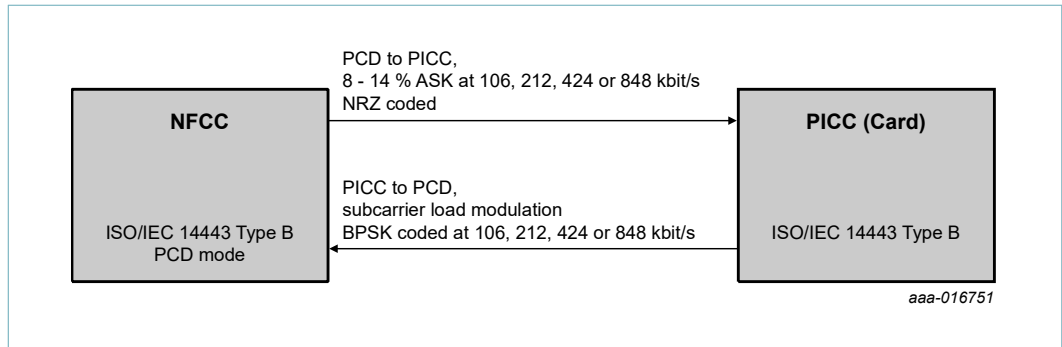 PCD to PICC,
8 - 14 % ASK at 106, 212, 424 or 848 kbit/s
NRZ coded
NFCC
PICC (Card)
PICC to PCD,
subcarrier load modulation
BPSK coded at 106, 212, 424 or 848 kbit/s
ISO/IEC 14443 Type B
PCD mode
ISO/IEC 14443 Type B
aaa-016751